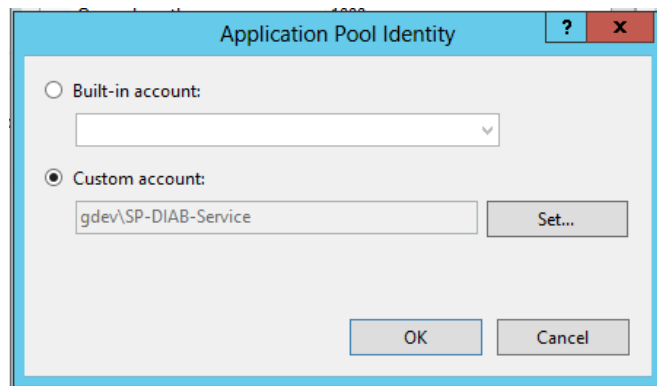 Application Pool Identity
?
x
Built-in account:
Custom account:
gdev\SP-DIAB-Service
Set...
OK
Cancel